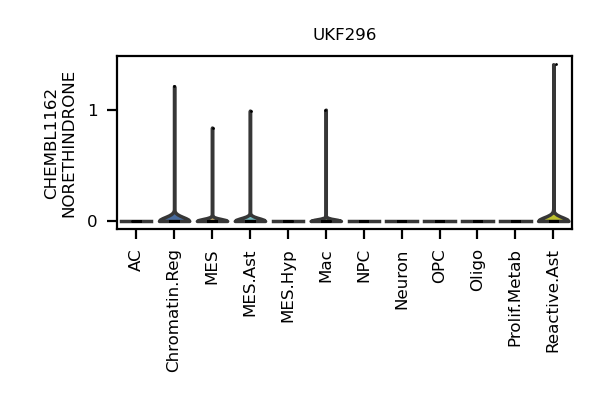 UKF296
CHEMBL1162
NORETHINDRONE
1
0
AC
Chromatin.Reg
MES
MES.Ast
MES.Hyp
Mac
NPC
Neuron
OPC
Oligo
Prolif.Metab
Reactive.Ast